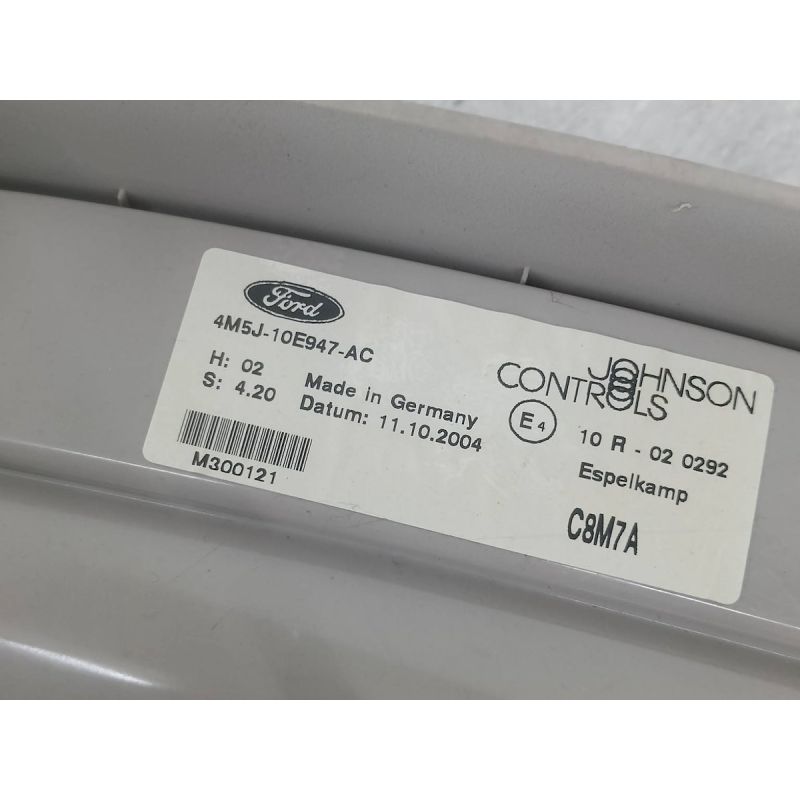 Ford
4M5J-10E947-AC
H: 02
S: 4.20
Made in Germany
Datum: 11.10.2004
M300121
JOHNSON
CONTROLS
E4
10 R - 02 0292
Espelkamp
C8M7A